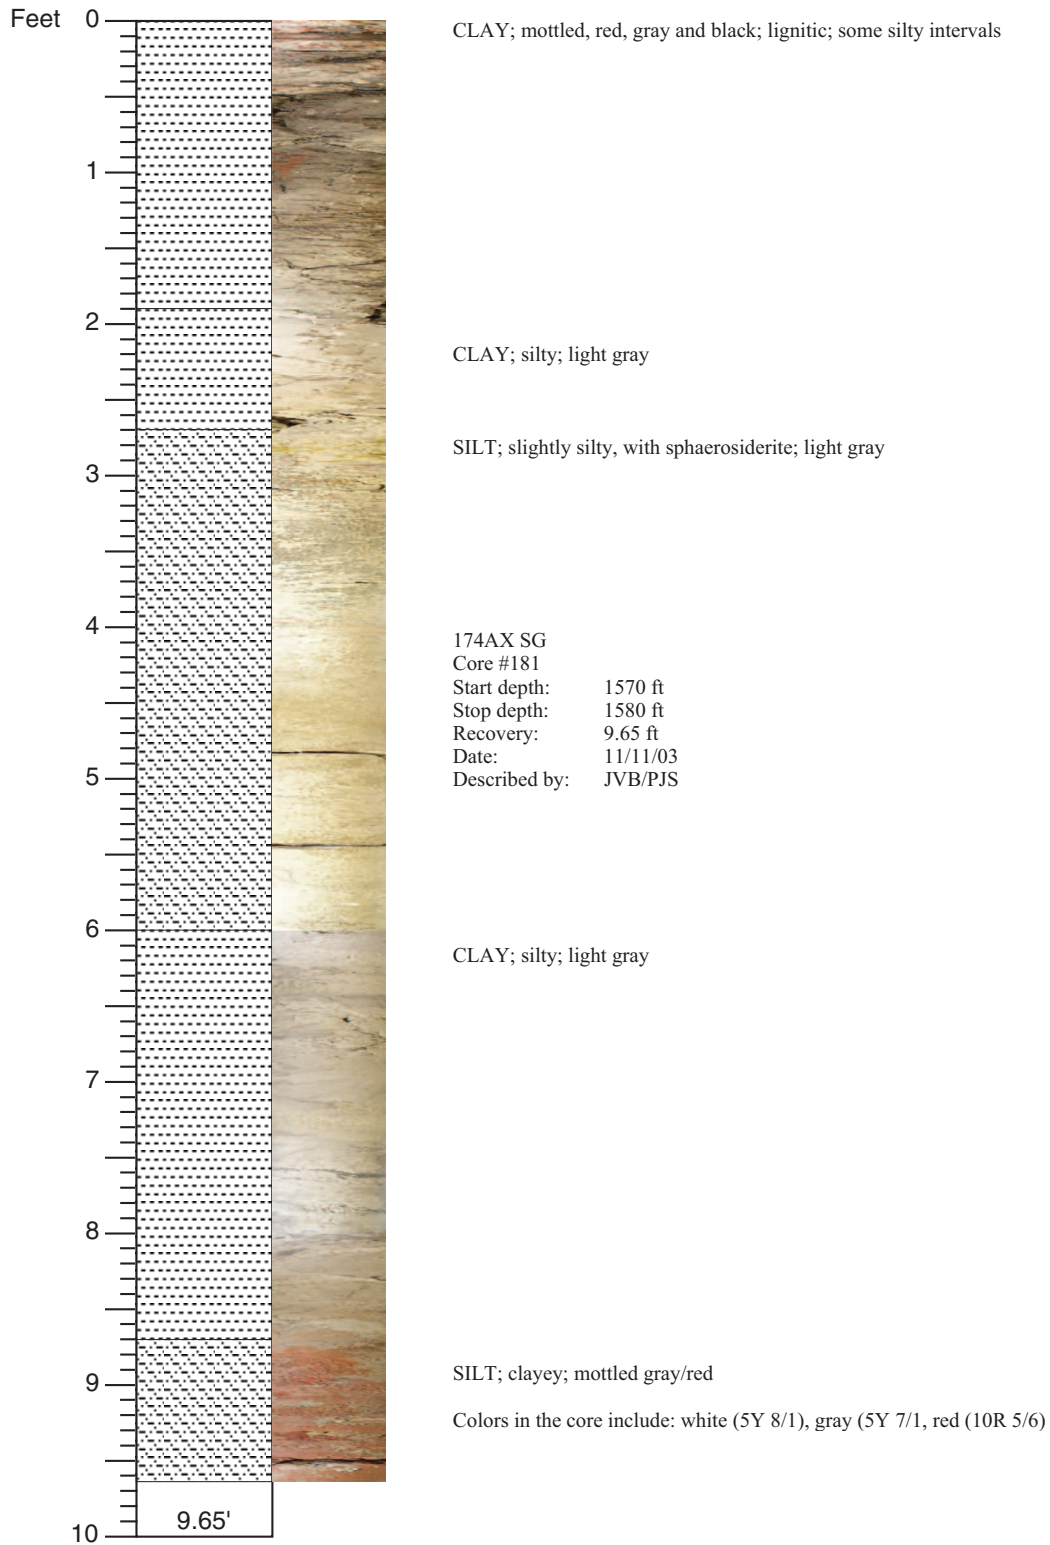 Feet 0
CLAY; mottled, red, gray and black; lignitic; some silty intervals
1
2
CLAY; silty; light gray
SILT; slightly silty, with sphaerosiderite; light gray
3
4
174AX SG
Core #181
Start depth: 1570 ft
Stop depth: 1580 ft
Recovery: 9.65 ft
Date: 11/11/03
Described by: JVB/PJS
5
6
CLAY; silty; light gray
7
8
SILT; clayey; mottled gray/red
9
Colors in the core include: white (5Y 8/1), gray (5Y 7/1, red (10R 5/6)
9.65'
10